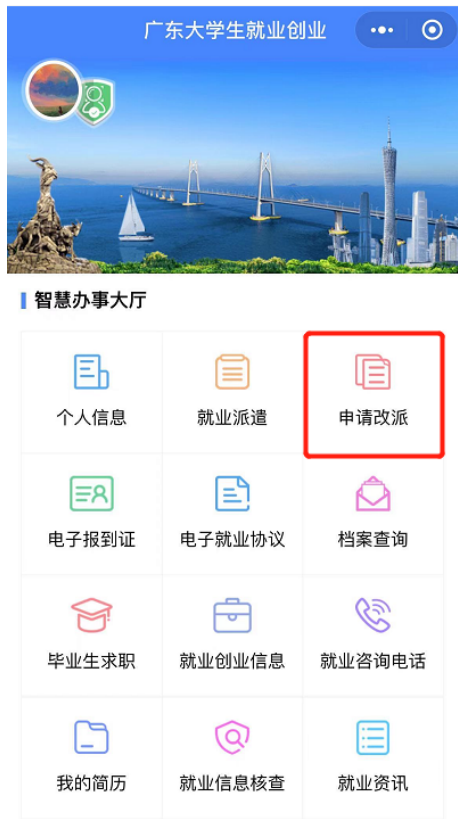 广东大学生就业创业
智慧办事大厅
个人信息 就业派遣 申请改派
电子报到证 电子就业协议 档案查询
毕业生求职 就业创业信息 就业咨询电话
我的简历 就业信息核查 就业资讯